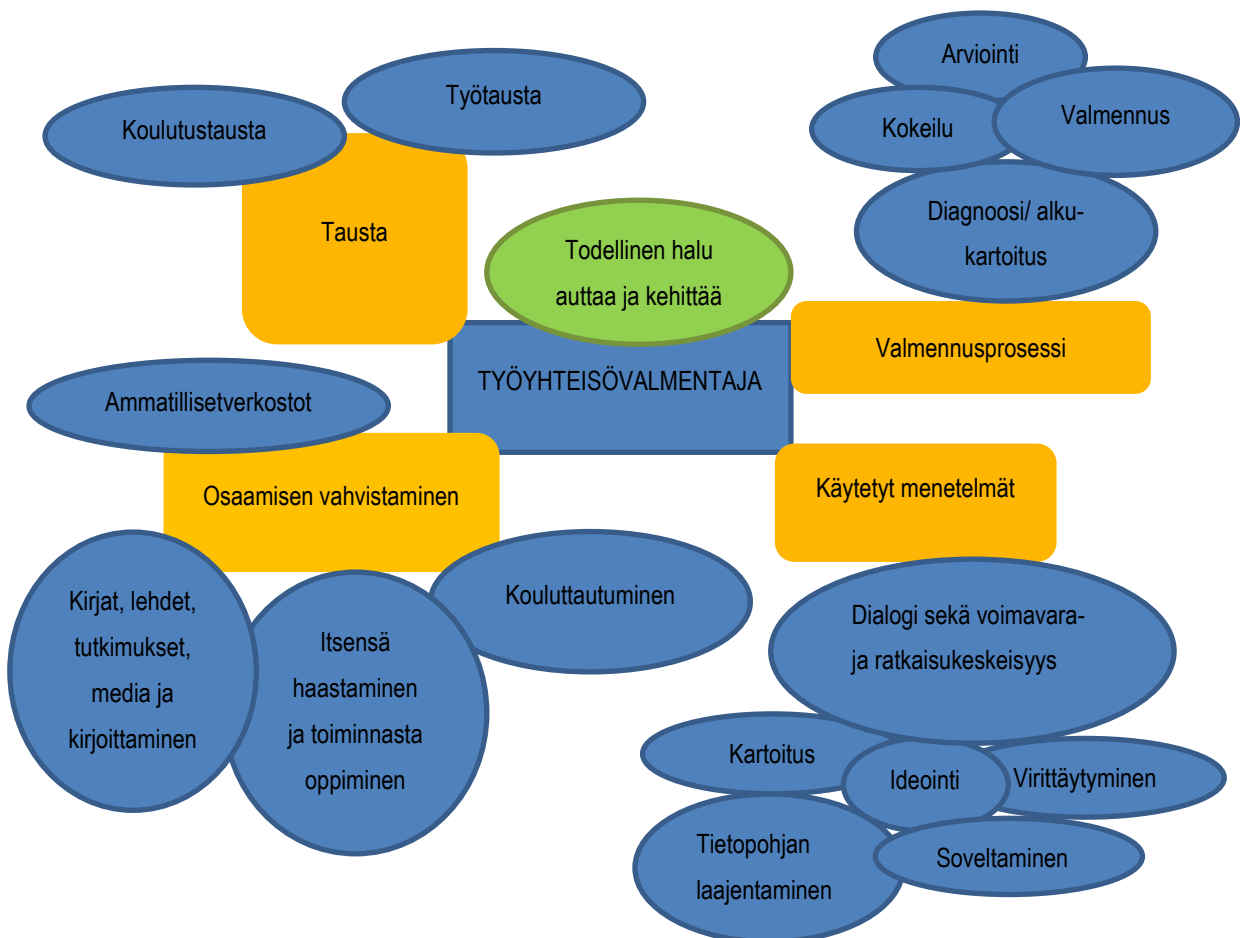 Työtausta
Koulutustausta
Tausta
Todellinen halu
auttaa ja kehittää
TYÖYHTEISÖVALMENTAJA
Arviointi
Kokeilu
Valmennus
Diagnoosi/ alku-
kartoitus
Valmennusprosessi
Ammatillisetverkostot
Osaamisen vahvistaminen
Kirjat, lehdet,
tutkimukset,
media ja
kirjoittaminen
Itsensä
haastaminen
ja toiminnasta
oppiminen
Kouluttautuminen
Käytetyt menetelmät
Dialogi sekä voimavara-
ja ratkaisukeskeisyys
Kartoitus
Ideointi
Virittäytyminen
Tietopohjan
laajentaminen
Soveltaminen